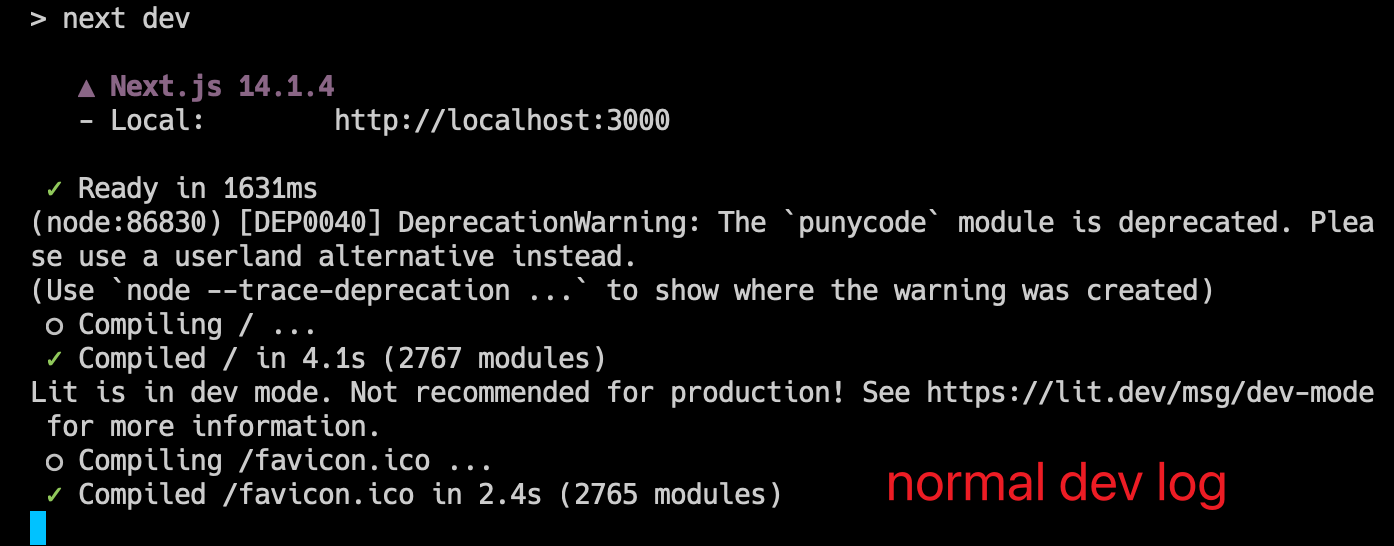 > next dev
▲ Next.js 14.1.4
- Local: http://localhost:3000
✓ Ready in 1631ms
(node:86830) [DEP0040] DeprecationWarning: The `punycode` module is deprecated. Plea
se use a userland alternative instead.
(Use `node --trace-deprecation ...` to show where the warning was created)
○ Compiling / ...
✓ Compiled / in 4.1s (2767 modules)
Lit is in dev mode. Not recommended for production! See https://lit.dev/msg/dev-mode
for more information.
○ Compiling /favicon.ico ...
✓ Compiled /favicon.ico in 2.4s (2765 modules)
normal dev log